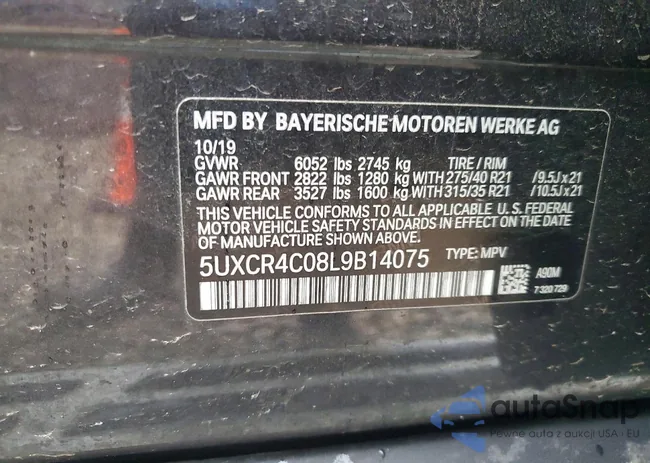 MFD BY BAYERISCHE MOTOREN WERKE AG
10/19
GVWR 6052 lbs 2745 kg TIRE / RIM
GAWR FRONT 2822 lbs 1280 kg WITH 275/40 R21 /9.5J x 21
GAWR REAR 3527 lbs 1600 kg WITH 315/35 R21 /10.5J x 21
THIS VEHICLE CONFORMS TO ALL APPLICABLE U. S. FEDERAL
MOTOR VEHICLE SAFETY STANDARDS IN EFFECT ON THE DATE
OF MANUFACTURE SHOWN ABOVE.
5UXCR4C08L9B14075 TYPE: MPV
A90M
7 320 729
autoSnap
Pewne auta z aukcji USA i EU